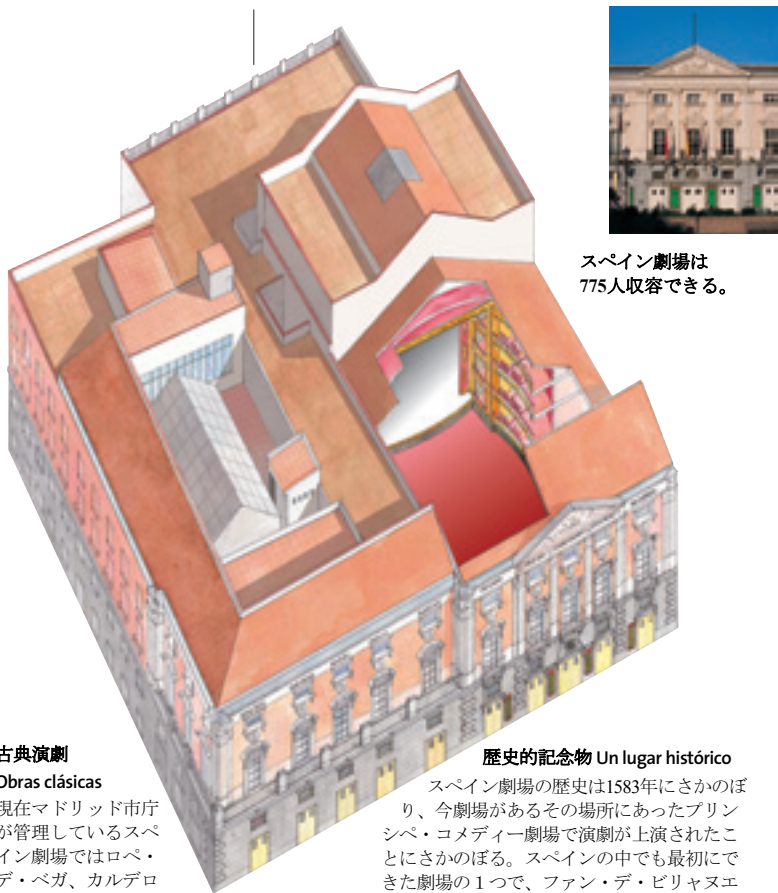 スペイン劇場は
775人収容できる。
古典演劇
Obras clásicas
現在マドリッド市庁
が管理しているスペ
イン劇場ではロペ・
デ・ベガ、カルデロ
歴史的記念物 Un lugar histórico
スペイン劇場の歴史は1583年にさかのぼ
り、今劇場があるその場所にあったプリン
シペ・コメディー劇場で演劇が上演されたこ
とにさかのぼる。スペインの中でも最初にで
きた劇場の１つで、ファン・デ・ビリャヌエ